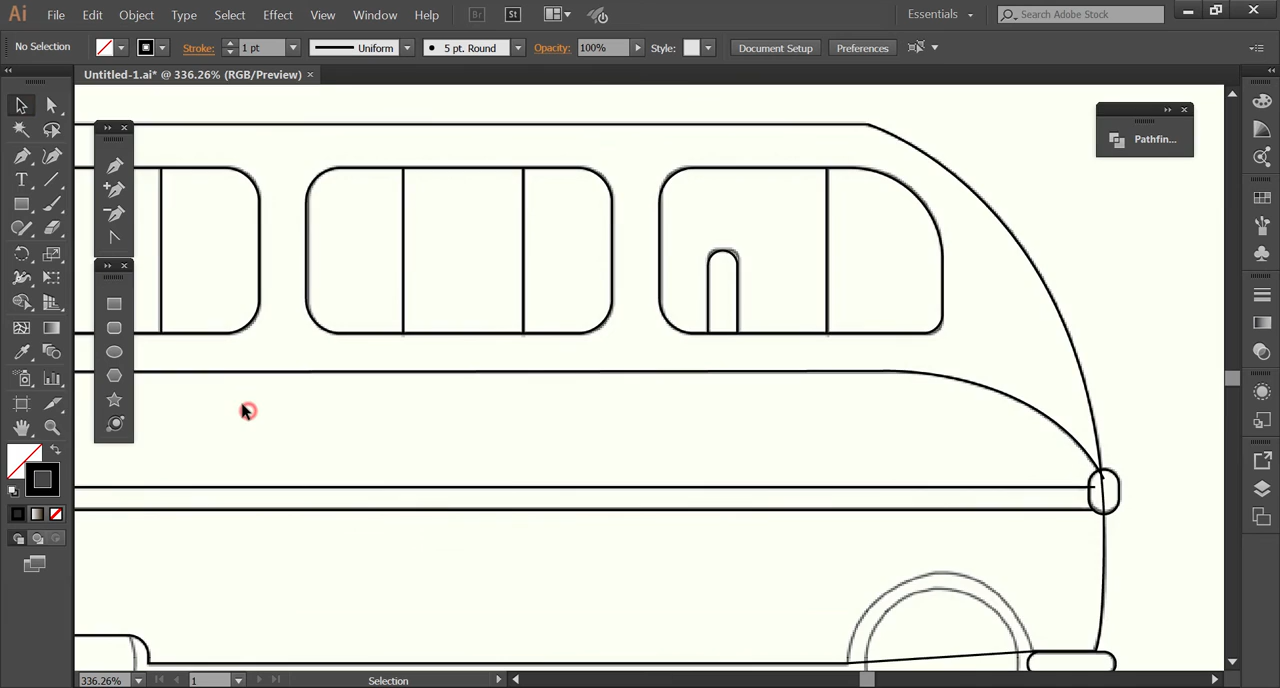 Ai File Edit Object Type Select Effect View Window Help Br St Essentials Search Adobe Stock
No Selection Stroke: 1 pt Uniform 5 pt. Round Opacity: 100% Style: Document Setup Preferences
Untitled-1.ai* @ 336.26% (RGB/Preview) ×
Pathfin...
336.26% 1 Selection